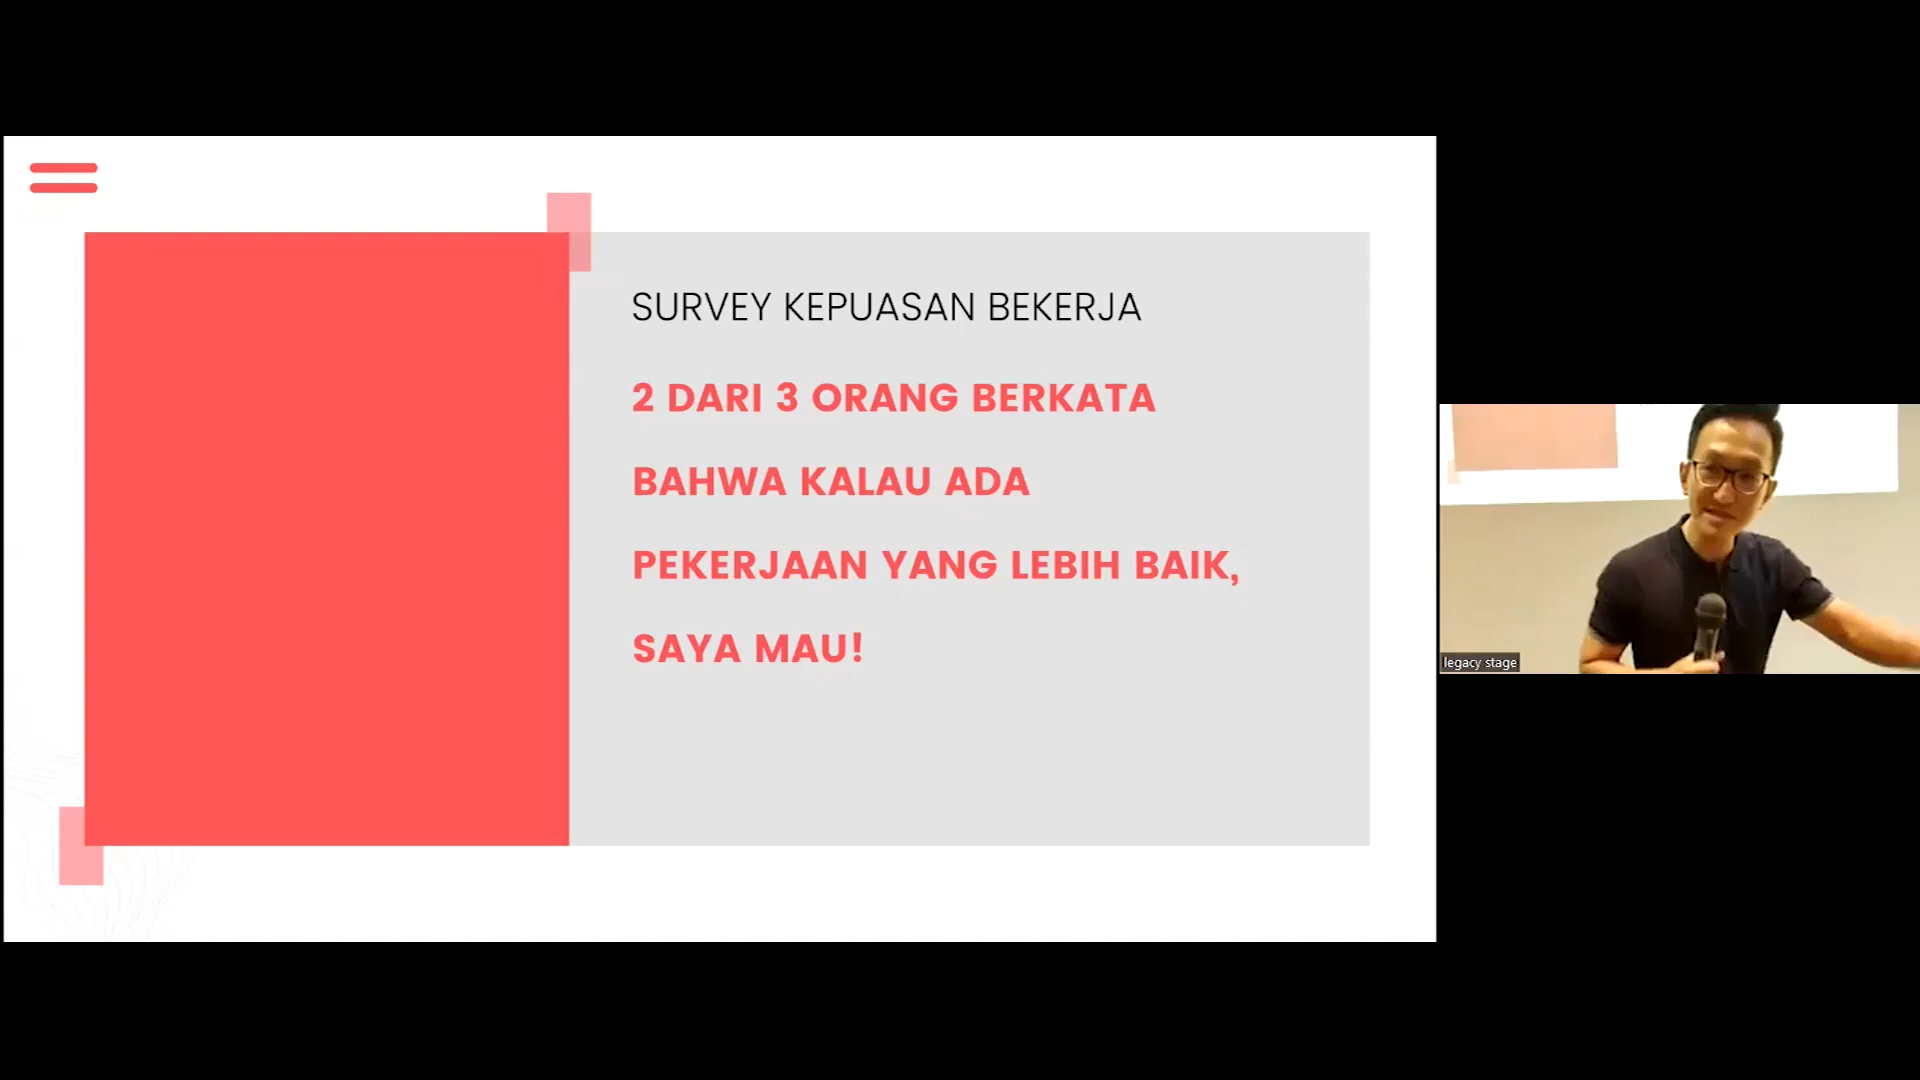 SURVEY KEPUASAN BEKERJA
2 DARI 3 ORANG BERKATA
BAHWA KALAU ADA
PEKERJAAN YANG LEBIH BAIK,
SAYA MAU!
legacy stage